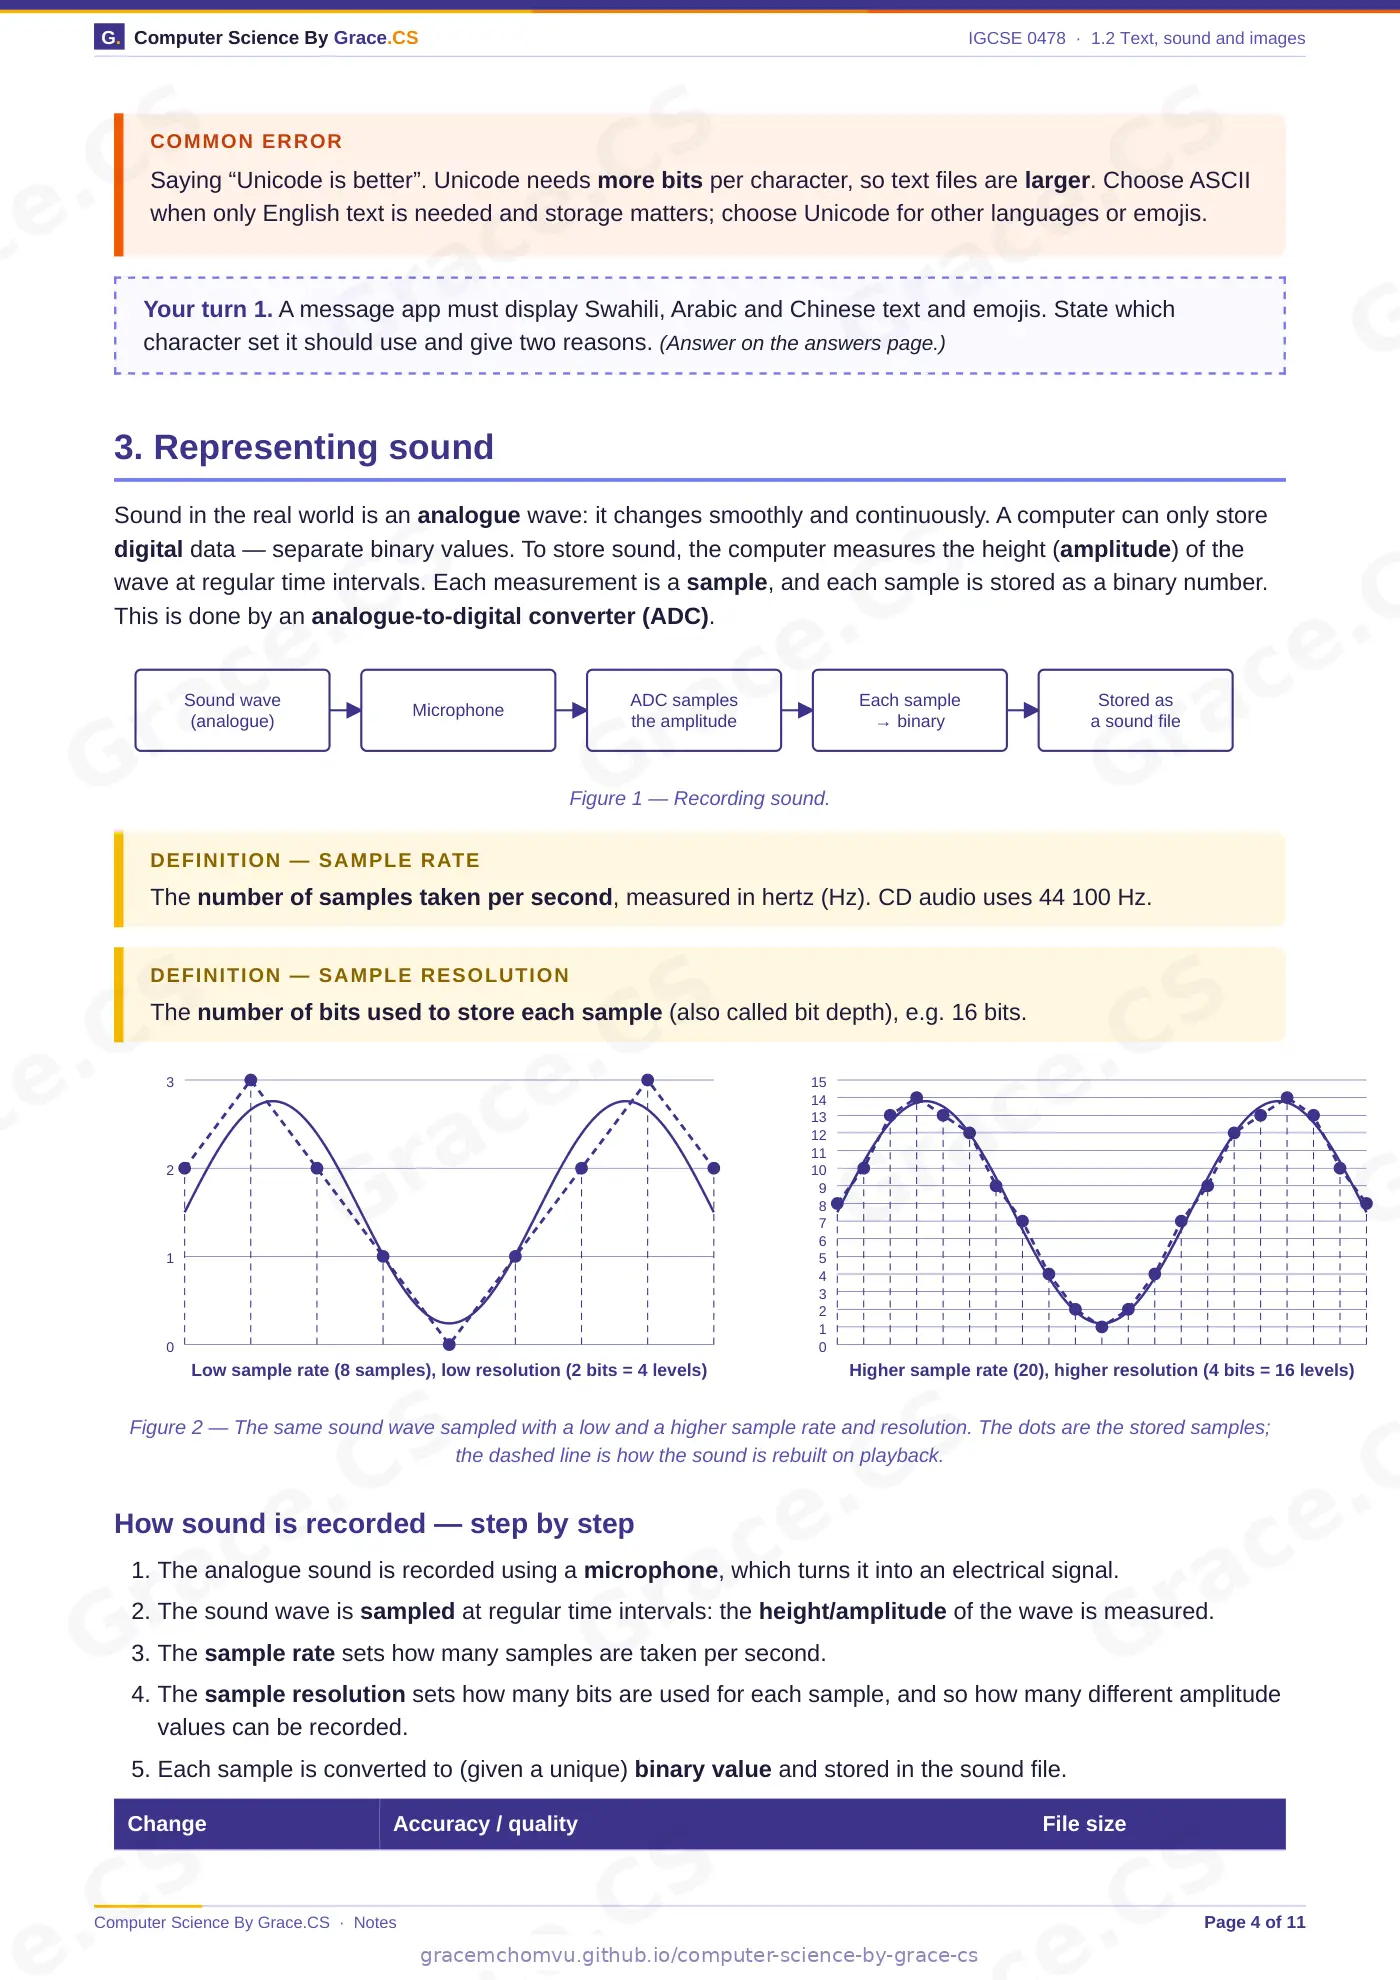 G. Computer Science By Grace.CS
IGCSE 0478 · 1.2 Text, sound and images
COMMON ERROR
Saying “Unicode is better”. Unicode needs more bits per character, so text files are larger. Choose ASCII
when only English text is needed and storage matters; choose Unicode for other languages or emojis.
Your turn 1. A message app must display Swahili, Arabic and Chinese text and emojis. State which
character set it should use and give two reasons. (Answer on the answers page.)
3. Representing sound
Sound in the real world is an analogue wave: it changes smoothly and continuously. A computer can only store
digital data — separate binary values. To store sound, the computer measures the height (amplitude) of the
wave at regular time intervals. Each measurement is a sample, and each sample is stored as a binary number.
This is done by an analogue-to-digital converter (ADC).
Sound wave
(analogue)
Microphone
ADC samples
the amplitude
Each sample
→ binary
Stored as
a sound file
Figure 1 — Recording sound.
DEFINITION — SAMPLE RATE
The number of samples taken per second, measured in hertz (Hz). CD audio uses 44 100 Hz.
DEFINITION — SAMPLE RESOLUTION
The number of bits used to store each sample (also called bit depth), e.g. 16 bits.
3
2
1
0
Low sample rate (8 samples), low resolution (2 bits = 4 levels)
15
14
13
12
11
10
9
8
7
6
5
4
3
2
1
0
Higher sample rate (20), higher resolution (4 bits = 16 levels)
Figure 2 — The same sound wave sampled with a low and a higher sample rate and resolution. The dots are the stored samples;
the dashed line is how the sound is rebuilt on playback.
How sound is recorded — step by step
1. The analogue sound is recorded using a microphone, which turns it into an electrical signal.
2. The sound wave is sampled at regular time intervals: the height/amplitude of the wave is measured.
3. The sample rate sets how many samples are taken per second.
4. The sample resolution sets how many bits are used for each sample, and so how many different amplitude
values can be recorded.
5. Each sample is converted to (given a unique) binary value and stored in the sound file.
Change
Accuracy / quality
File size
Computer Science By Grace.CS · Notes
Page 4 of 11
gracemchomvu.github.io/computer-science-by-grace-cs